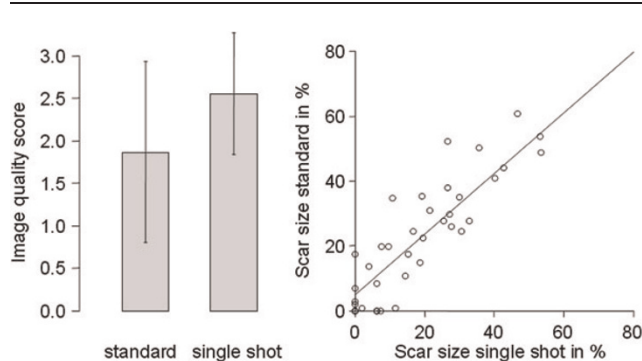 Image quality score
3.0
2.5
2.0
1.5
1.0
0.5
0.0
standard single shot
Scar size standard in %
80
60
40
20
0
0 20 40 60 80
Scar size single shot in %